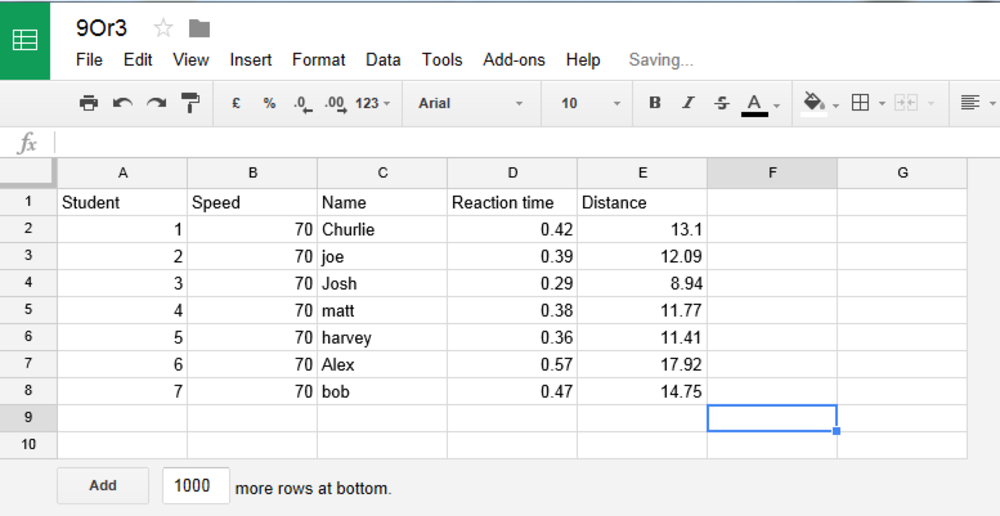 9Or3
File Edit View Insert Format Data Tools Add-ons Help Saving...
£ % .0 .00 123 Arial 10 B I S A
fx
A B C D E F G
1 Student Speed Name Reaction time Distance
2 1 70 Churlie 0.42 13.1
3 2 70 joe 0.39 12.09
4 3 70 Josh 0.29 8.94
5 4 70 matt 0.38 11.77
6 5 70 harvey 0.36 11.41
7 6 70 Alex 0.57 17.92
8 7 70 bob 0.47 14.75
9
10
Add 1000 more rows at bottom.